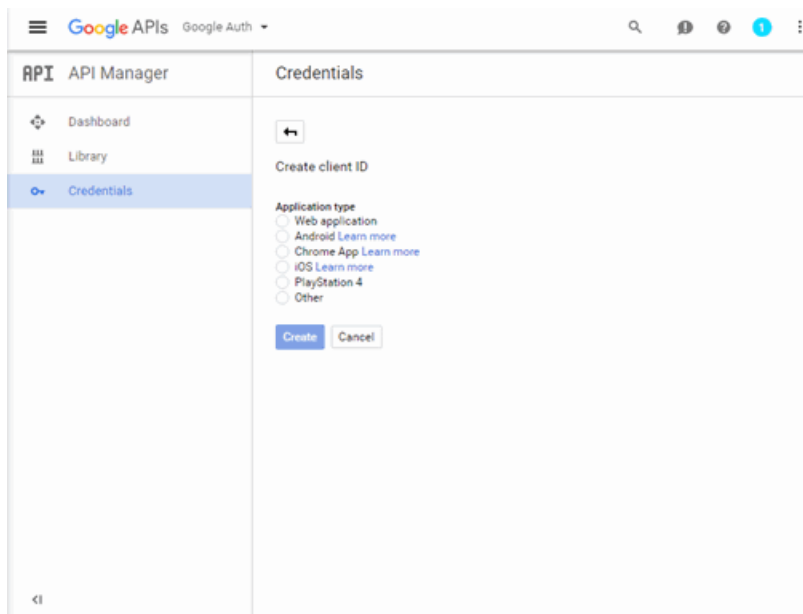 Google APIs Google Auth 1
API API Manager
Credentials
Dashboard
Library
Credentials
Create client ID
Application type
Web application
Android Learn more
Chrome App Learn more
iOS Learn more
PlayStation 4
Other
Create Cancel